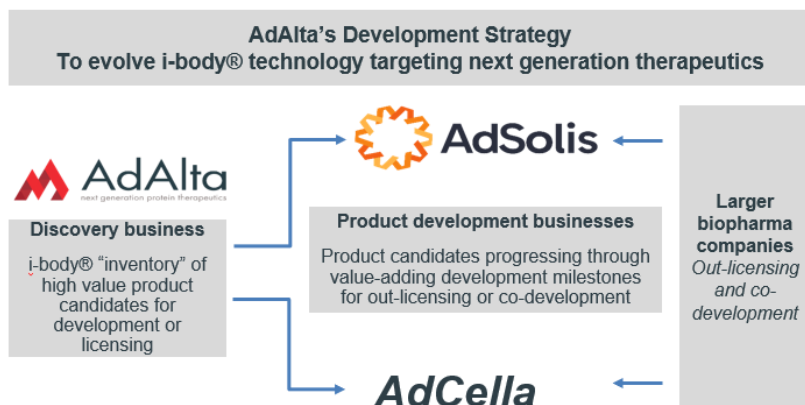 AdAlta's Development Strategy
To evolve i-body® technology targeting next generation therapeutics
AdSolis
AdAlta
next generation protein therapeutics
Discovery business
i-body® "inventory" of
high value product
candidates for
development or
licensing
Product development businesses
Product candidates progressing through
value-adding development milestones
for out-licensing or co-development
Larger
biopharma
companies
Out-licensing
and co-
development
AdCella